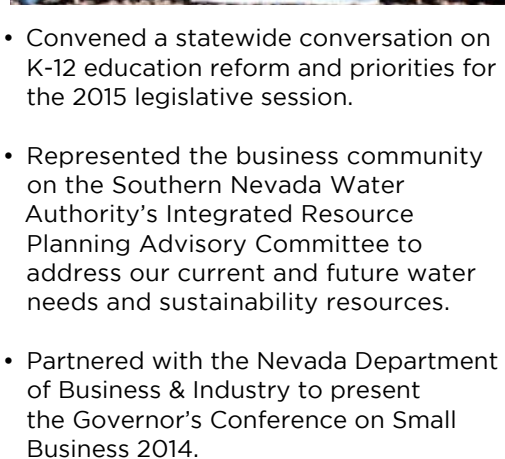 • Convened a statewide conversation on
K-12 education reform and priorities for
the 2015 legislative session.
• Represented the business community
on the Southern Nevada Water
Authority’s Integrated Resource
Planning Advisory Committee to
address our current and future water
needs and sustainability resources.
• Partnered with the Nevada Department
of Business & Industry to present
the Governor’s Conference on Small
Business 2014.